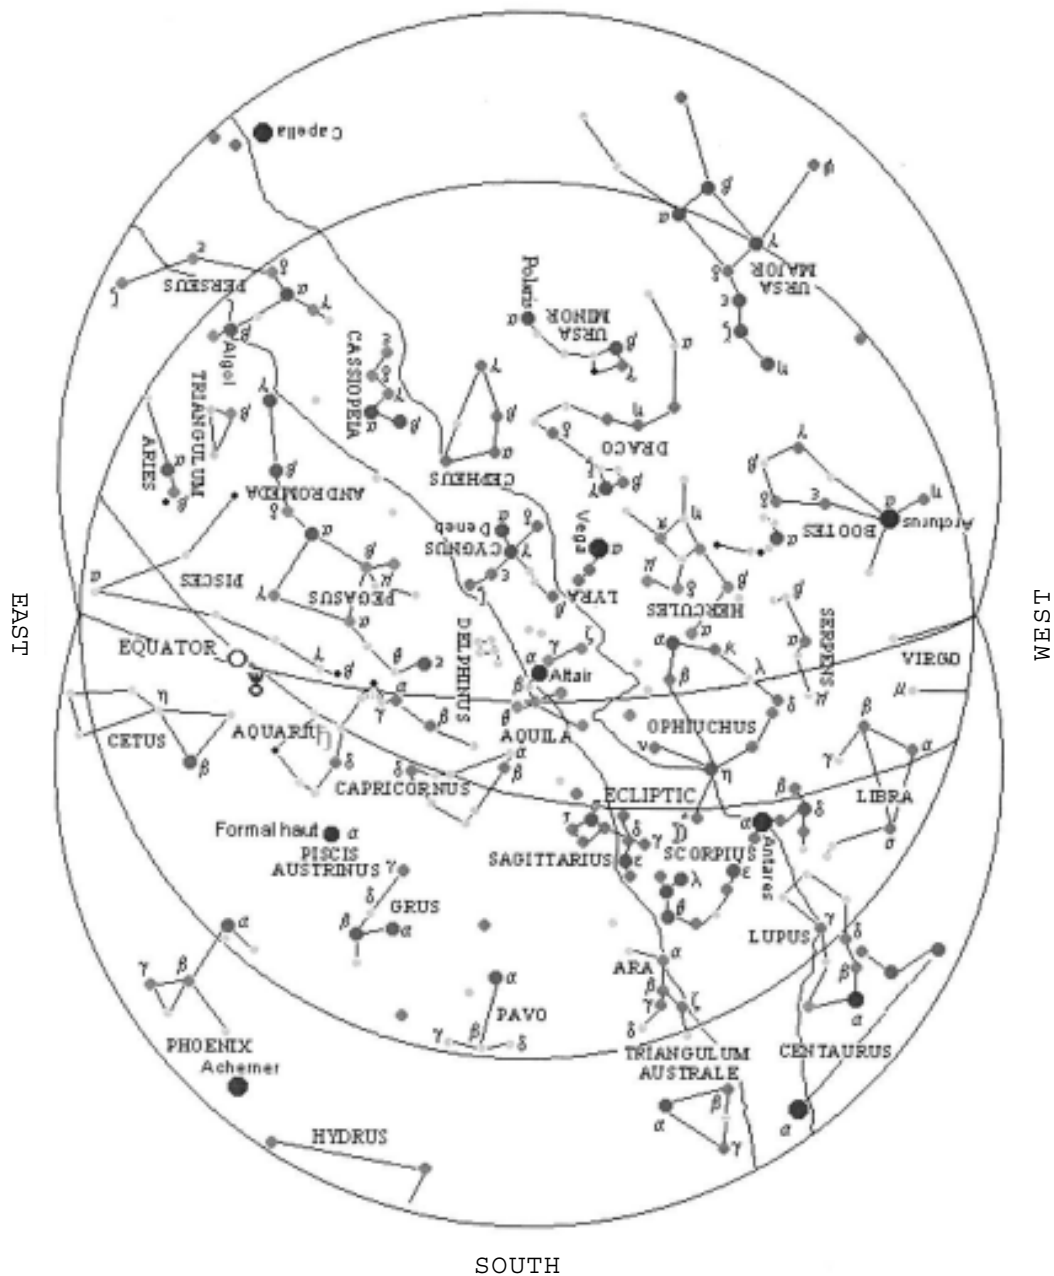 Capella
ε
δ
PERSEUS
ζ
α
γ
β
Algol
CASSIOPEIA
ε
δ
γ
α
β
Polaris
α
URSA
MINOR
β
γ
β
α
γ
φ
URSA
MAJOR
δ
ε
ζ
η
TRIANGULUM
β
ARIES
α
β
γ
β
ANDROMEDA
δ
α
γ
β
α
CEPHEUS
α
η
δ
DRACO
ξ
β
γ
γ
β
δ
ε
α
η
BOOTES
Arcturus
α
Deneb
α
δ
CYGNUS
γ
ε
ζ
β
Vega
α
LYRA
π
η
μ
δ
β
HERCULES
α
α
PISCES
β
μ
γ
PEGASUS
α
θ
ε
β
SERPENS
α
μ
EAST
WEST
EQUATOR
γ
β
DELPHINUS
γ
ζ
α
Altair
β
θ
AQUILA
α
κ
β
λ
δ
OPHIUCHUS
ν
η
VIRGO
μ
η
CETUS
β
AQUARIU
γ
α
β
δ
δ
CAPRICORNUS
α
β
ECLIPTIC
β
γ
α
LIBRA
σ
Formal haut
α
PISCIS
AUSTRINUS
γ
δ
GRUS
β
α
τ
SAGITTARIUS
γ
ε
SCORPIUS
α
Antares
β
δ
ε
λ
θ
α
γ
β
PHOENIX
Acherner
α
PAVO
γ
β
δ
ARA
α
β
γ
ζ
δ
LUPUS
γ
δ
β
α
TRIANGULUM
AUSTRALE
CENTAURUS
β
α
γ
α
HYDRUS
SOUTH